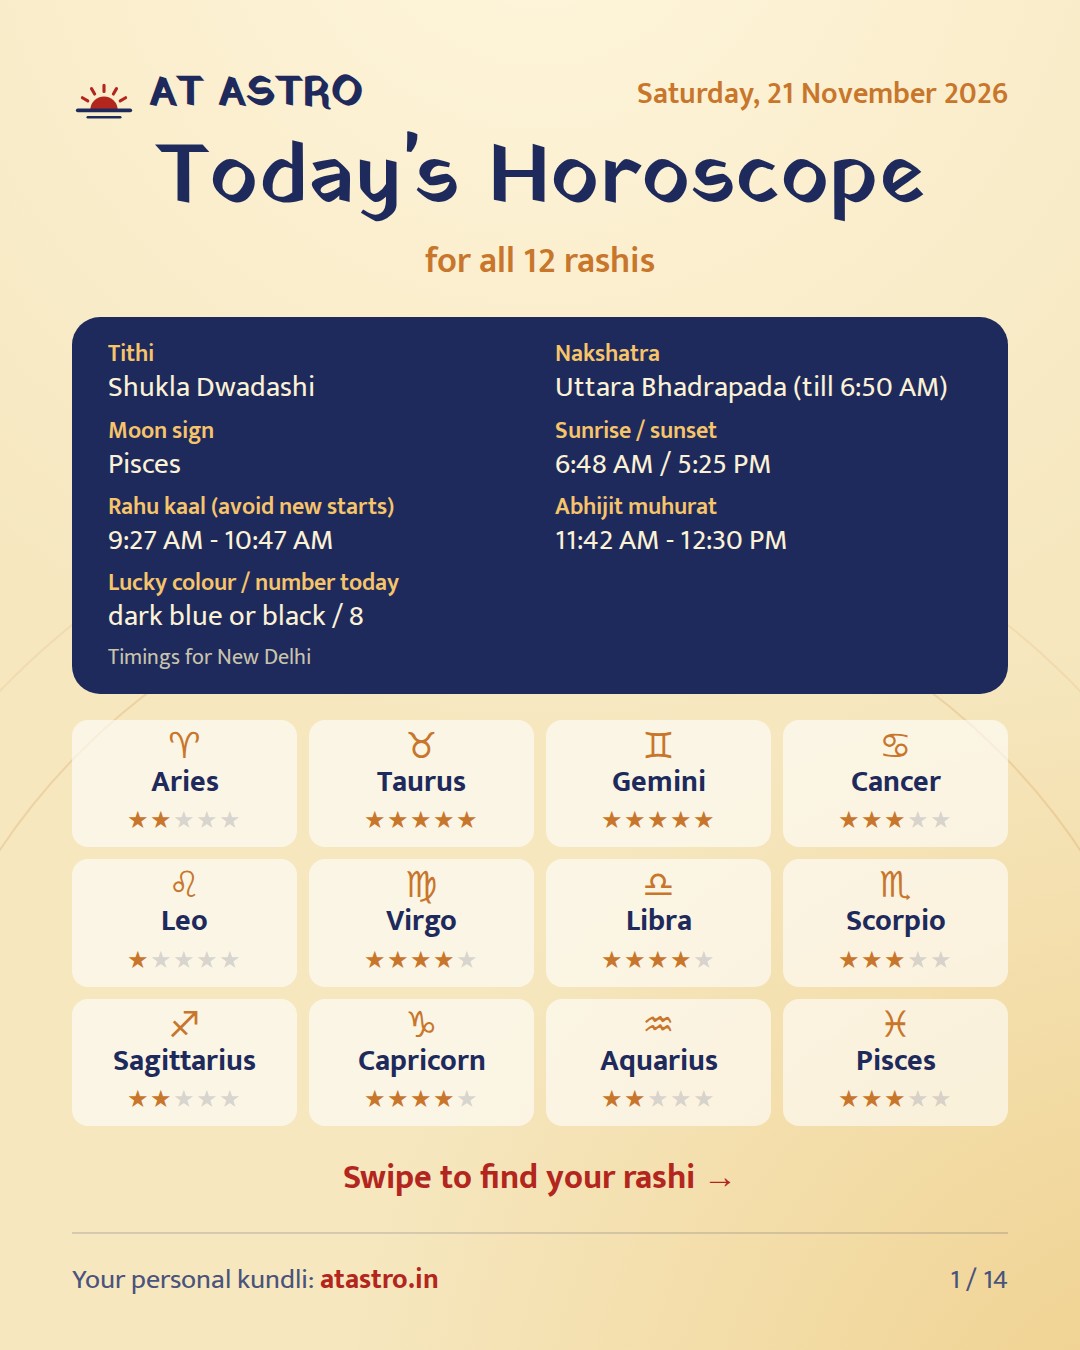 AT ASTRO
Saturday, 21 November 2026
Today's Horoscope
for all 12 rashis
Tithi
Shukla Dwadashi
Nakshatra
Uttara Bhadrapada (till 6:50 AM)
Moon sign
Pisces
Sunrise / sunset
6:48 AM / 5:25 PM
Rahu kaal (avoid new starts)
9:27 AM - 10:47 AM
Abhijit muhurat
11:42 AM - 12:30 PM
Lucky colour / number today
dark blue or black / 8
Timings for New Delhi
♈ ♉ ♊ ♋
Aries Taurus Gemini Cancer
★★★★★ ★★★★★ ★★★★★ ★★★★★
♌ ♍ ♎ ♏
Leo Virgo Libra Scorpio
★★★★★ ★★★★★ ★★★★★ ★★★★★
♐ ♑ ♒ ♓
Sagittarius Capricorn Aquarius Pisces
★★★★★ ★★★★★ ★★★★★ ★★★★★
Swipe to find your rashi →
Your personal kundli: atastro.in
1 / 14